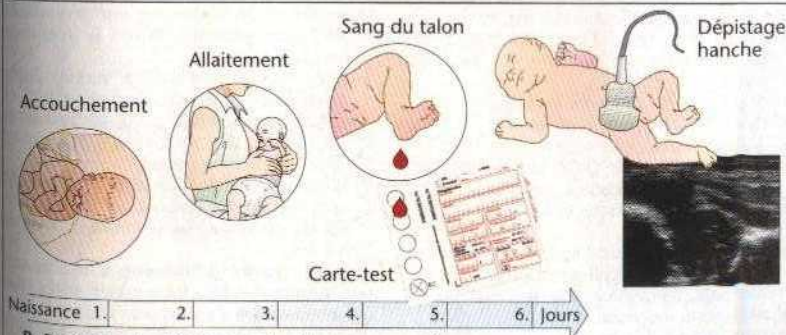 Accouchement
Allaitement
Sang du talon
Dépistage
hanche
Carte-test
Naissance 1. 2. 3. 4. 5. 6. Jours